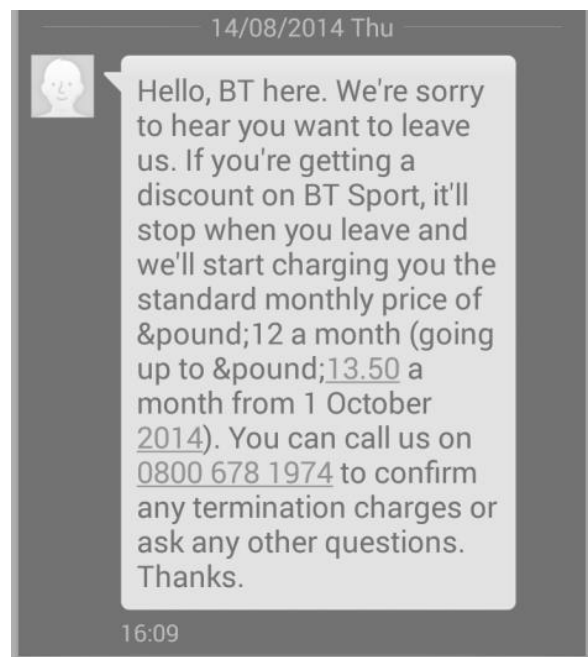 14/08/2014 Thu
Hello, BT here. We're sorry
to hear you want to leave
us. If you're getting a
discount on BT Sport, it'll
stop when you leave and
we'll start charging you the
standard monthly price of
&pound;12 a month (going
up to &pound;13.50 a
month from 1 October
2014). You can call us on
0800 678 1974 to confirm
any termination charges or
ask any other questions.
Thanks.
16:09